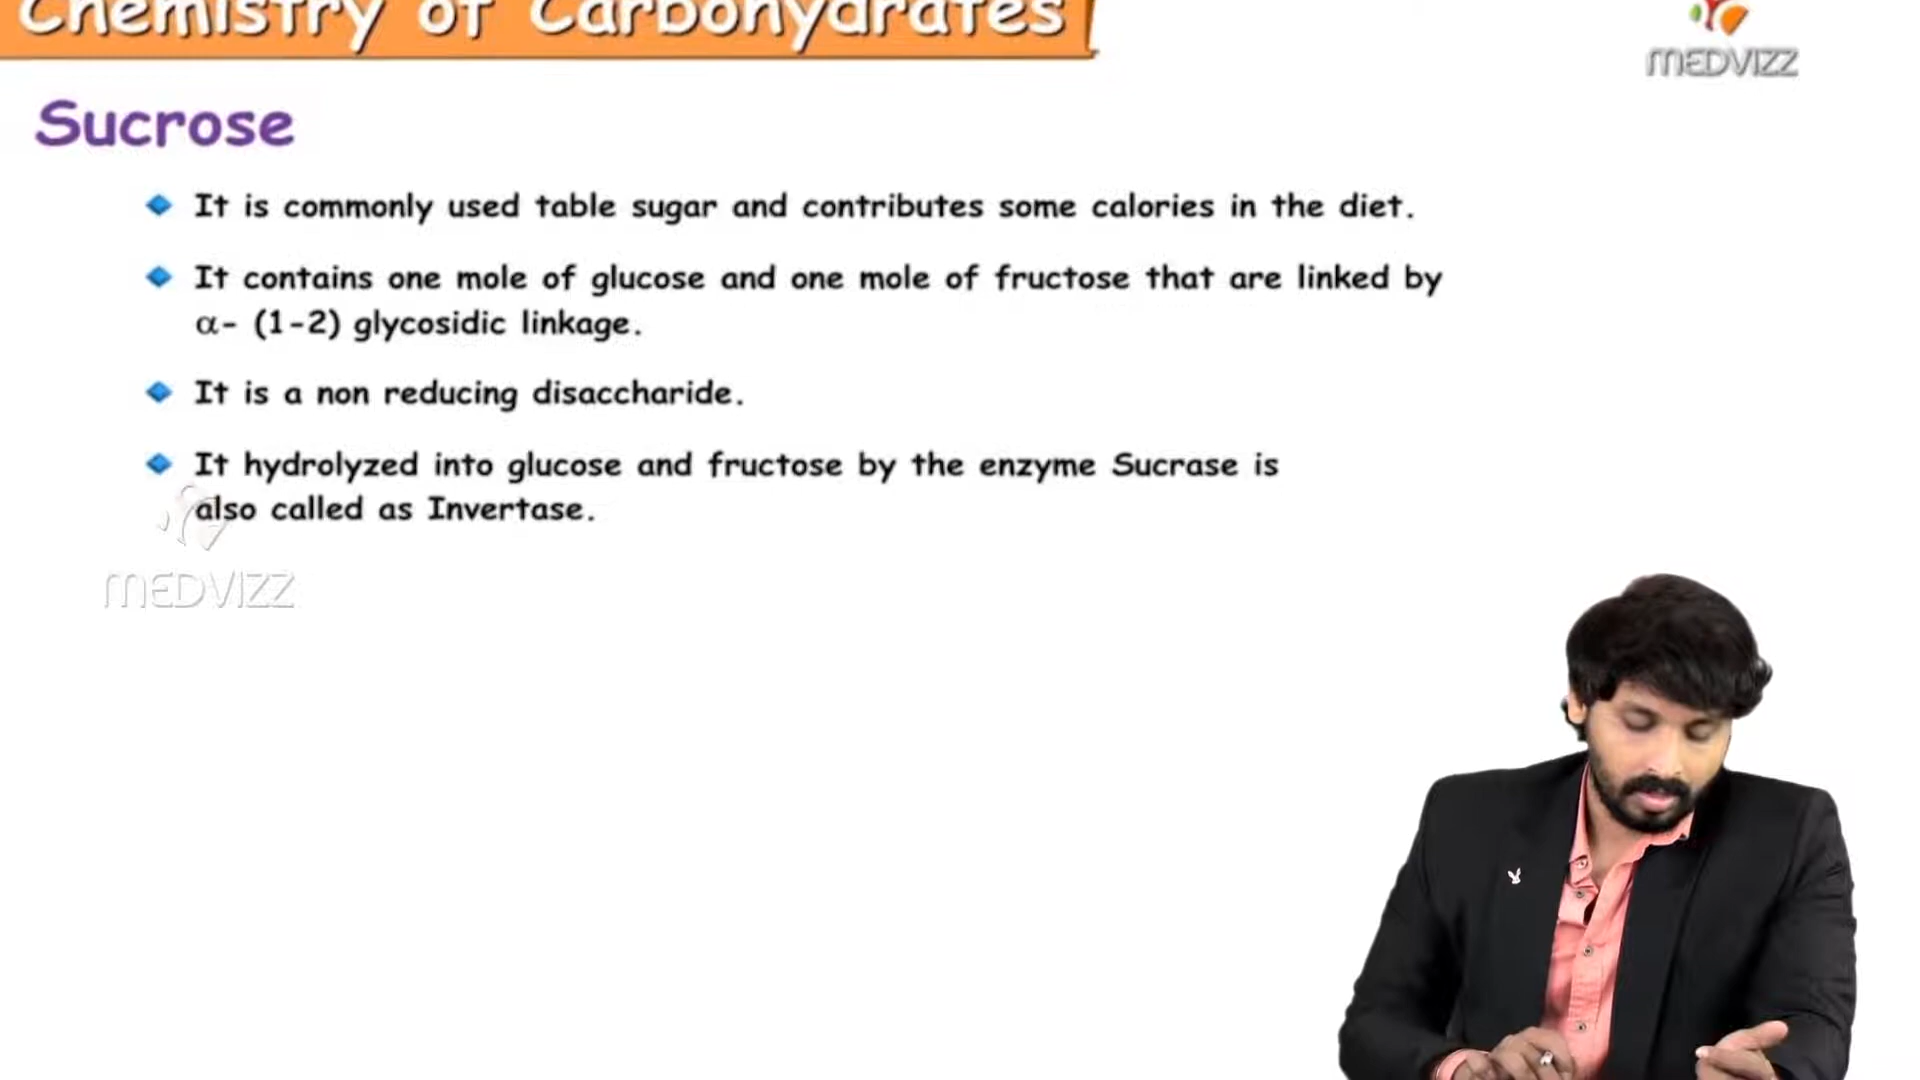 Chemistry of Carbohydrates
MEDVIZZ
Sucrose
It is commonly used table sugar and contributes some calories in the diet.
It contains one mole of glucose and one mole of fructose that are linked by
α- (1-2) glycosidic linkage.
It is a non reducing disaccharide.
It hydrolyzed into glucose and fructose by the enzyme Sucrase is
also called as Invertase.
MEDVIZZ